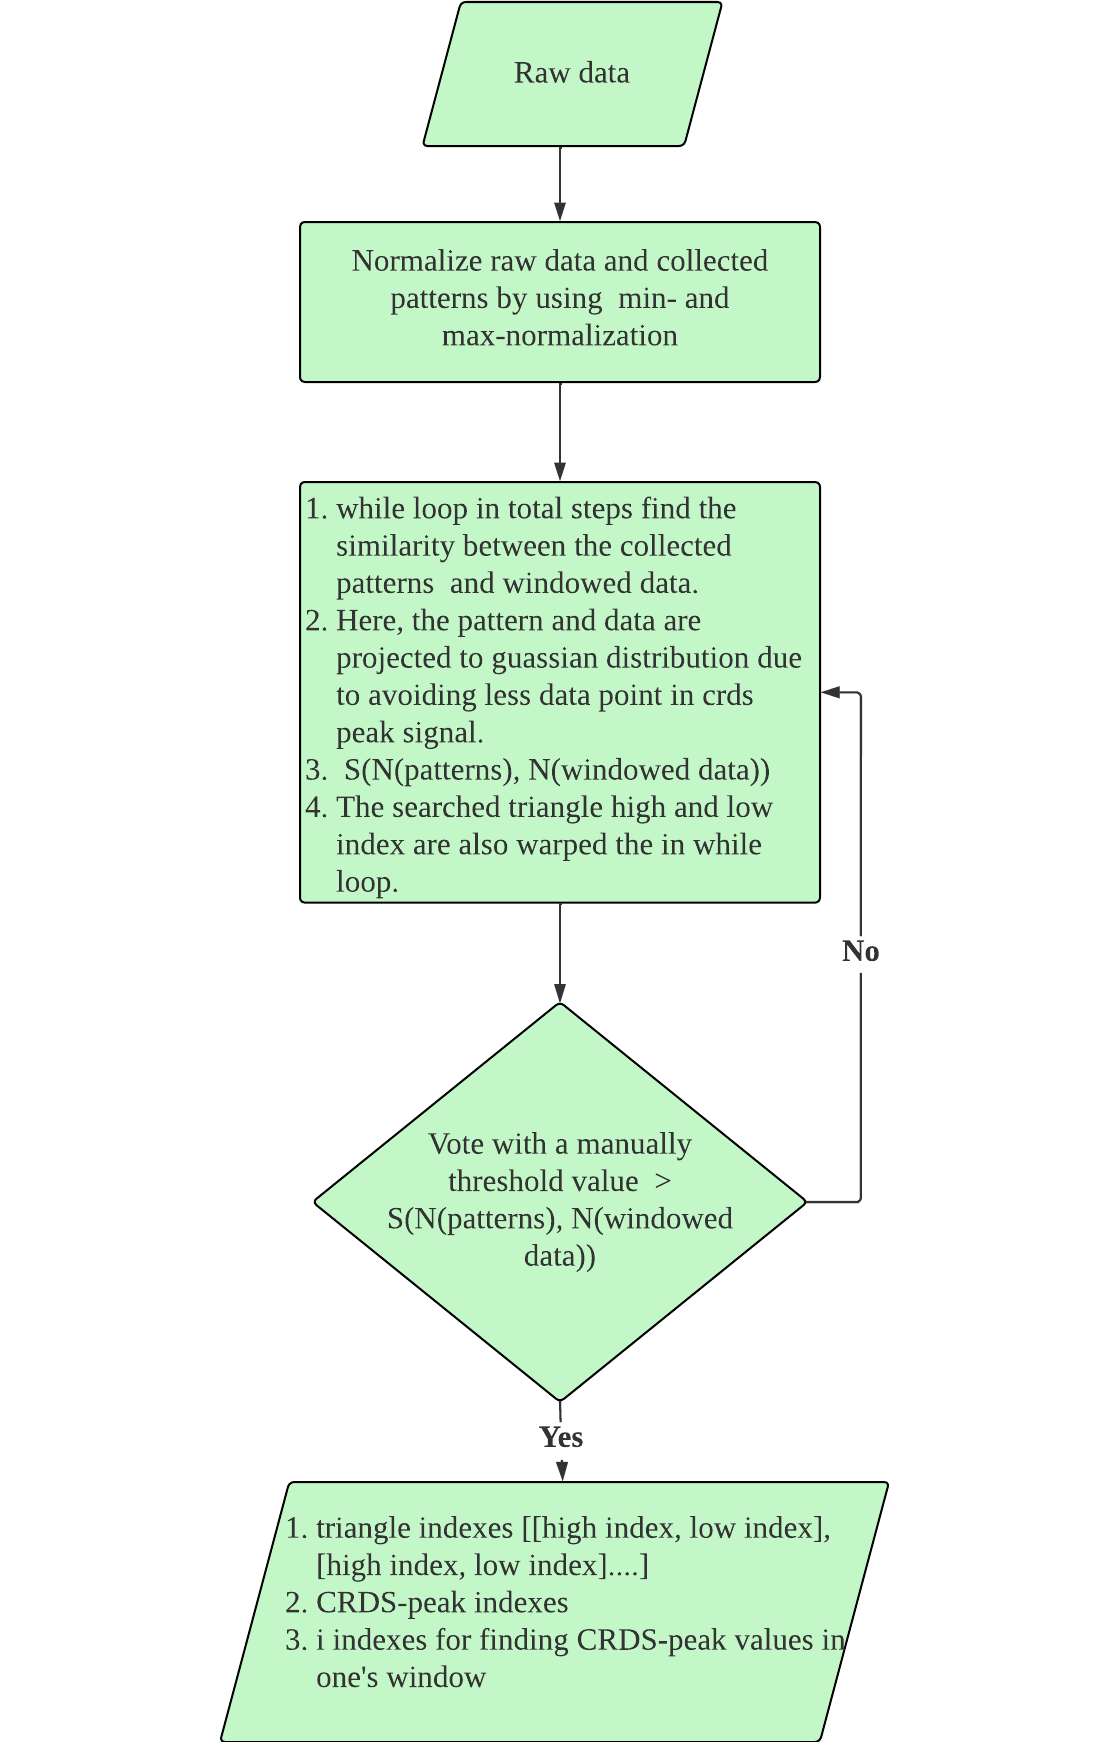 Raw data
Normalize raw data and collected
patterns by using  min- and
max-normalization
1. while loop in total steps find the
similarity between the collected
patterns  and windowed data.
2. Here, the pattern and data are
projected to guassian distribution due
to avoiding less data point in crds
peak signal.
3.  S(N(patterns), N(windowed data))
4. The searched triangle high and low
index are also warped the in while
loop.
No
Vote with a manually
threshold value  >
S(N(patterns), N(windowed
data))
Yes
1. triangle indexes [[high index, low index],
[high index, low index]....]
2. CRDS-peak indexes
3. i indexes for finding CRDS-peak values in
one's window